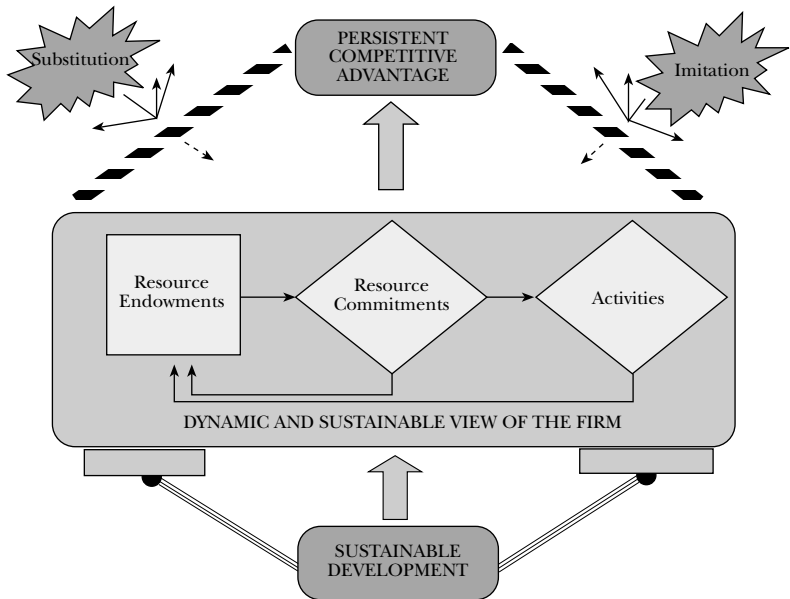 PERSISTENT
COMPETITIVE
ADVANTAGE
Substitution
Imitation
Resource
Endowments
Resource
Commitments
Activities
DYNAMIC AND SUSTAINABLE VIEW OF THE FIRM
SUSTAINABLE
DEVELOPMENT